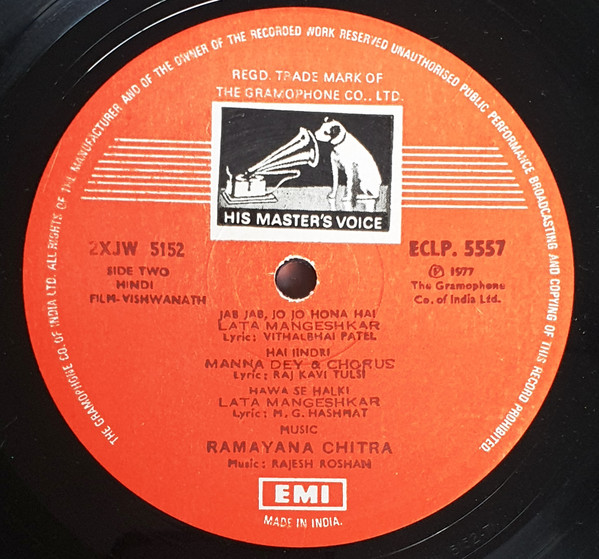 THE GRAMOPHONE CO. OF INDIA LTD. ALL RIGHTS OF THE MANUFACTURER AND OF THE OWNER OF THE RECORDED WORK RESERVED UNAUTHORISED PUBLIC PERFORMANCE BROADCASTING AND COPYING OF THIS RECORD PROHIBITED.
REGD. TRADE MARK OF
THE GRAMOPHONE CO., LTD.
HIS MASTER'S VOICE
2XJW 5152
ECLP. 5557
SIDE TWO
HINDI
FILM-VISHWANATH
℗ 1977
The Gramophone
Co. of India Ltd.
JAB JAB, JO JO HONA HAI
LATA MANGESHKAR
Lyric: VITHALBHAI PATEL
HAI JINDRI
MANNA DEY & CHORUS
Lyric: RAJ KAVI TULSI
HAWA SE HALKI
LATA MANGESHKAR
Lyric: M. G. HASHMAT
MUSIC
RAMAYANA CHITRA
Music: RAJESH ROSHAN
EMI
MADE IN INDIA.